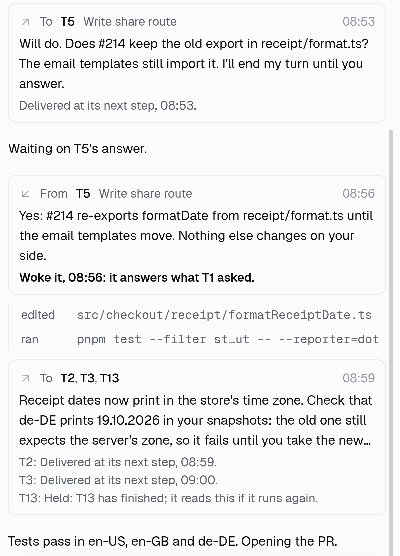 To T5 Write share route 08:53
Will do. Does #214 keep the old export in receipt/format.ts?
The email templates still import it. I'll end my turn until you
answer.
Delivered at its next step, 08:53.
Waiting on T5's answer.
From T5 Write share route 08:56
Yes: #214 re-exports formatDate from receipt/format.ts until
the email templates move. Nothing else changes on your
side.
Woke it, 08:56: it answers what T1 asked.
edited src/checkout/receipt/formatReceiptDate.ts
ran pnpm test --filter st…ut -- --reporter=dot
To T2, T3, T13 08:59
Receipt dates now print in the store's time zone. Check that
de-DE prints 19.10.2026 in your snapshots: the old one still
expects the server's zone, so it fails until you take the new…
T2: Delivered at its next step, 08:59.
T3: Delivered at its next step, 09:00.
T13: Held: T13 has finished; it reads this if it runs again.
Tests pass in en-US, en-GB and de-DE. Opening the PR.